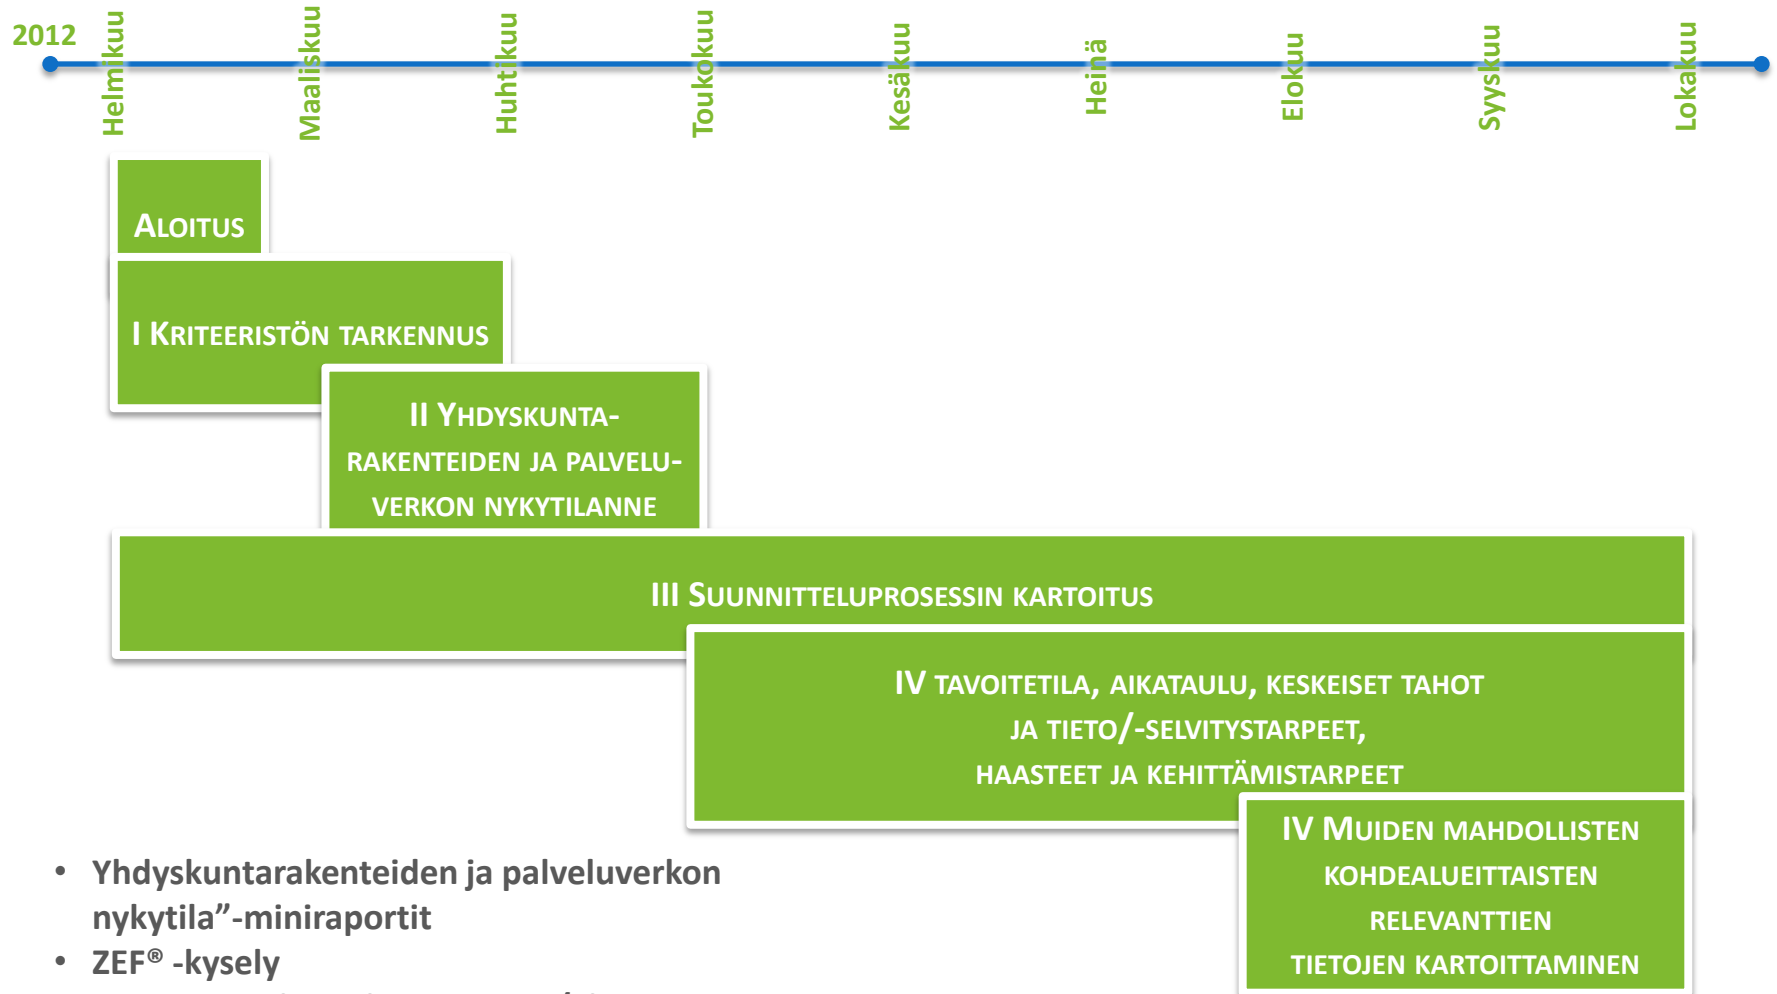 2012
Helmikuu
Maaliskuu
Huhtikuu
Toukokuu
Kesäkuu
Heinä
Elokuu
Syyskuu
Lokakuu
ALOITUS
I KRITEERISTÖN TARKENNUS
II YHDYSKUNTA-
RAKENTEIDEN JA PALVELU-
VERKON NYKYTILANNE
III SUUNNITTELUPROSESSIN KARTOITUS
IV TAVOITETILA, AIKATAULU, KESKEISET TAHOT
JA TIETO/-SELVITYSTARPEET,
HAASTEET JA KEHITTÄMISTARPEET
IV MUIDEN MAHDOLLISTEN
KOHDEALUEITTAISTEN
RELEVANTTIEN
TIETOJEN KARTOITTAMINEN
• Yhdyskuntarakenteiden ja palveluverkon
nykytila”-miniraportit
• ZEF® -kysely